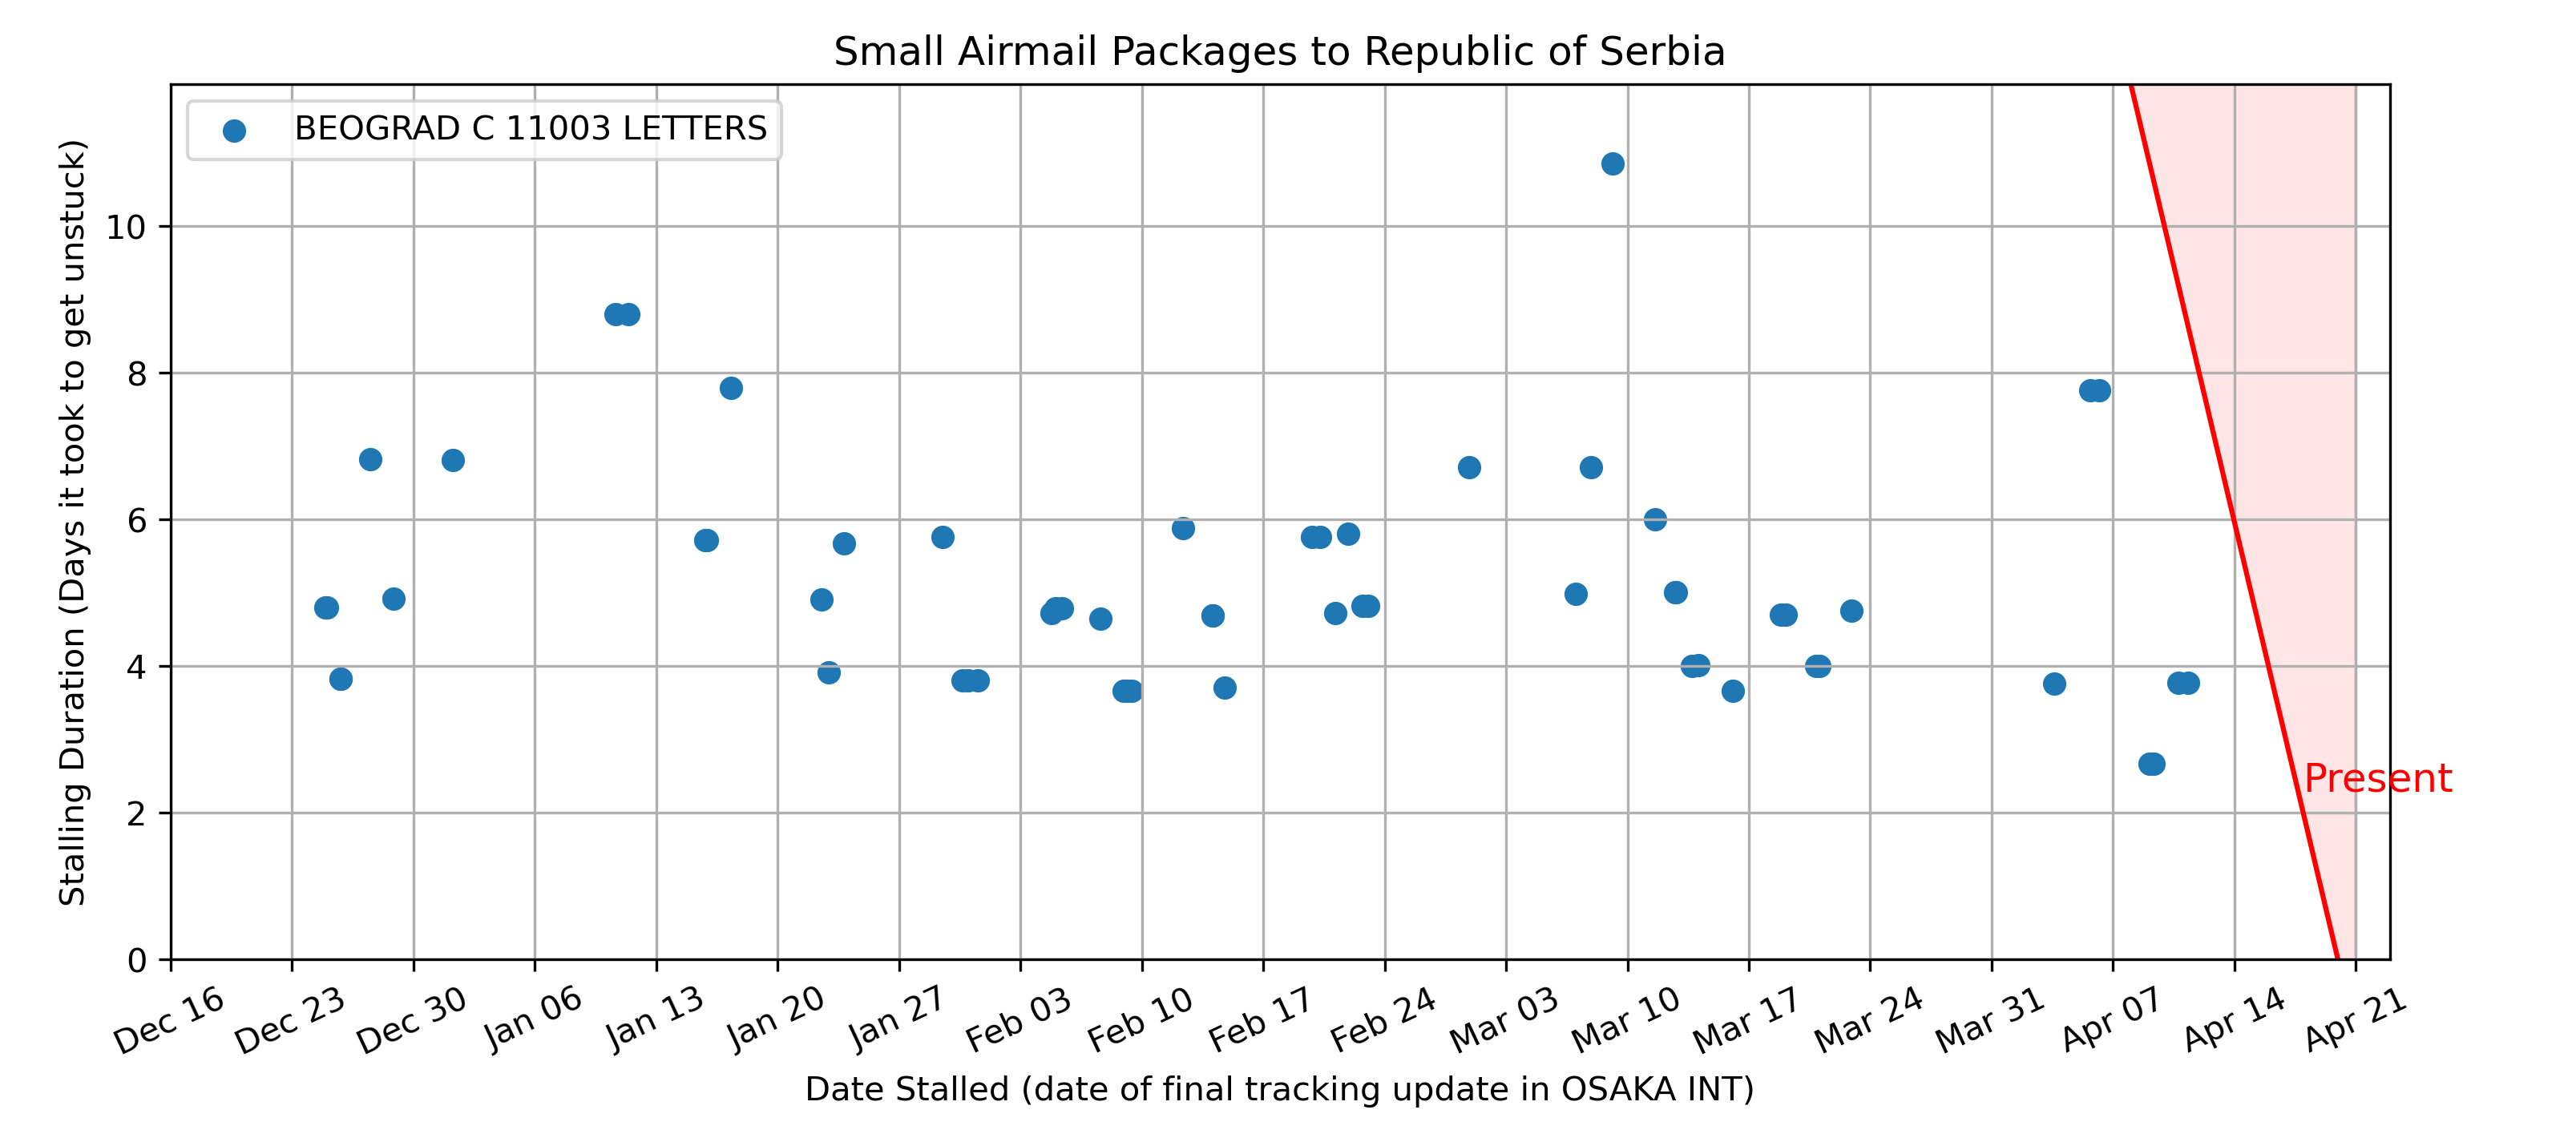 Small Airmail Packages to Republic of Serbia
BEOGRAD C 11003 LETTERS
Stalling Duration (Days it took to get unstuck)
10
8
6
4
2
0
Present
Dec 16 Dec 23 Dec 30 Jan 06 Jan 13 Jan 20 Jan 27 Feb 03 Feb 10 Feb 17 Feb 24 Mar 03 Mar 10 Mar 17 Mar 24 Mar 31 Apr 07 Apr 14 Apr 21
Date Stalled (date of final tracking update in OSAKA INT)